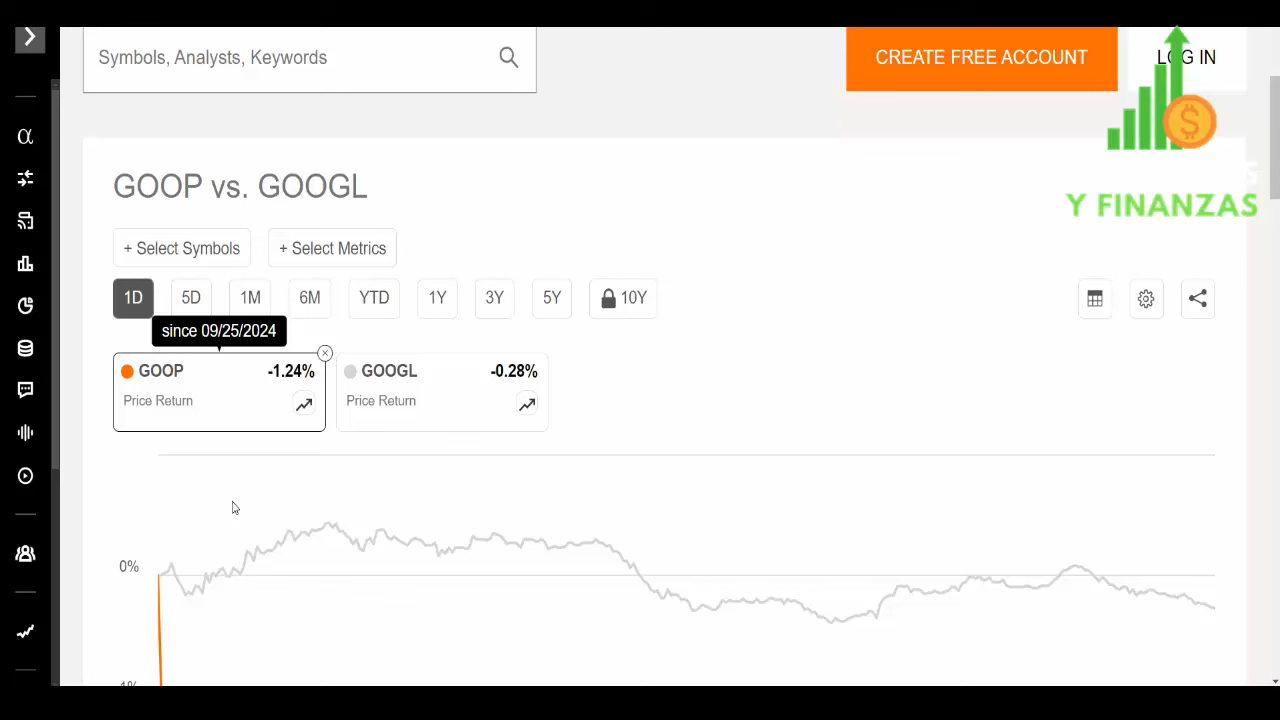 Symbols, Analysts, Keywords
CREATE FREE ACCOUNT
LOG IN
GOOP vs. GOOGL
Y FINANZAS
+ Select Symbols
+ Select Metrics
1D
5D
1M
6M
YTD
1Y
3Y
5Y
10Y
since 09/25/2024
GOOP
-1.24%
Price Return
GOOGL
-0.28%
Price Return
0%